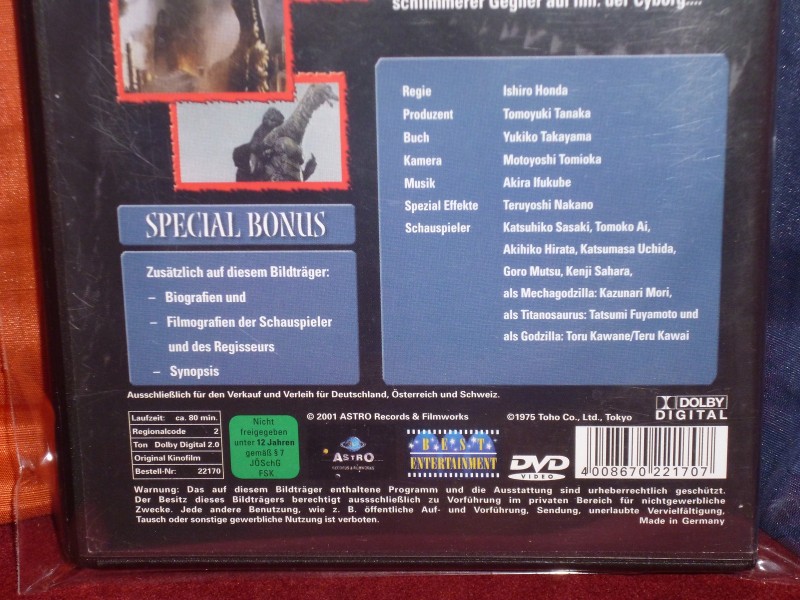 schlimmerer Gegner auf ihn: der Cyborg....
Regie Ishiro Honda
Produzent Tomoyuki Tanaka
Buch Yukiko Takayama
Kamera Motoyoshi Tomioka
Musik Akira Ifukube
Spezial Effekte Teruyoshi Nakano
Schauspieler Katsuhiko Sasaki, Tomoko Ai,
Akihiko Hirata, Katsumasa Uchida,
Goro Mutsu, Kenji Sahara,
als Mechagodzilla: Kazunari Mori,
als Titanosaurus: Tatsumi Fuyamoto und
als Godzilla: Toru Kawane/Teru Kawai
SPECIAL BONUS
Zusätzlich auf diesem Bildträger:
– Biografien und
– Filmografien der Schauspieler
und des Regisseurs
– Synopsis
Ausschließlich für den Verkauf und Verleih für Deutschland, Österreich und Schweiz.
Laufzeit: ca. 80 min.
Regionalcode 2
Ton Dolby Digital 2.0
Original Kinofilm
Bestell-Nr: 22170
Nicht
freigegeben
unter 12 Jahren
gemäß § 7
JÖSchG
FSK
© 2001 ASTRO Records & Filmworks
©1975 Toho Co., Ltd., Tokyo
DOLBY
DIGITAL
ASTRO
BEST
ENTERTAINMENT
DVD
VIDEO
4 008670 221707
Warnung: Das auf diesem Bildträger enthaltene Programm und die Ausstattung sind urheberrechtlich geschützt.
Der Besitz dieses Bildträgers berechtigt aussschließlich zu Vorführung im privaten Bereich für nichtgewerbliche
Zwecke. Jede andere Benutzung, wie z. B. öffentliche Auf- und Vorführung, Sendung, unerlaubte Vervielfältigung,
Tausch oder sonstige gewerbliche Nutzung ist verboten. Made in Germany